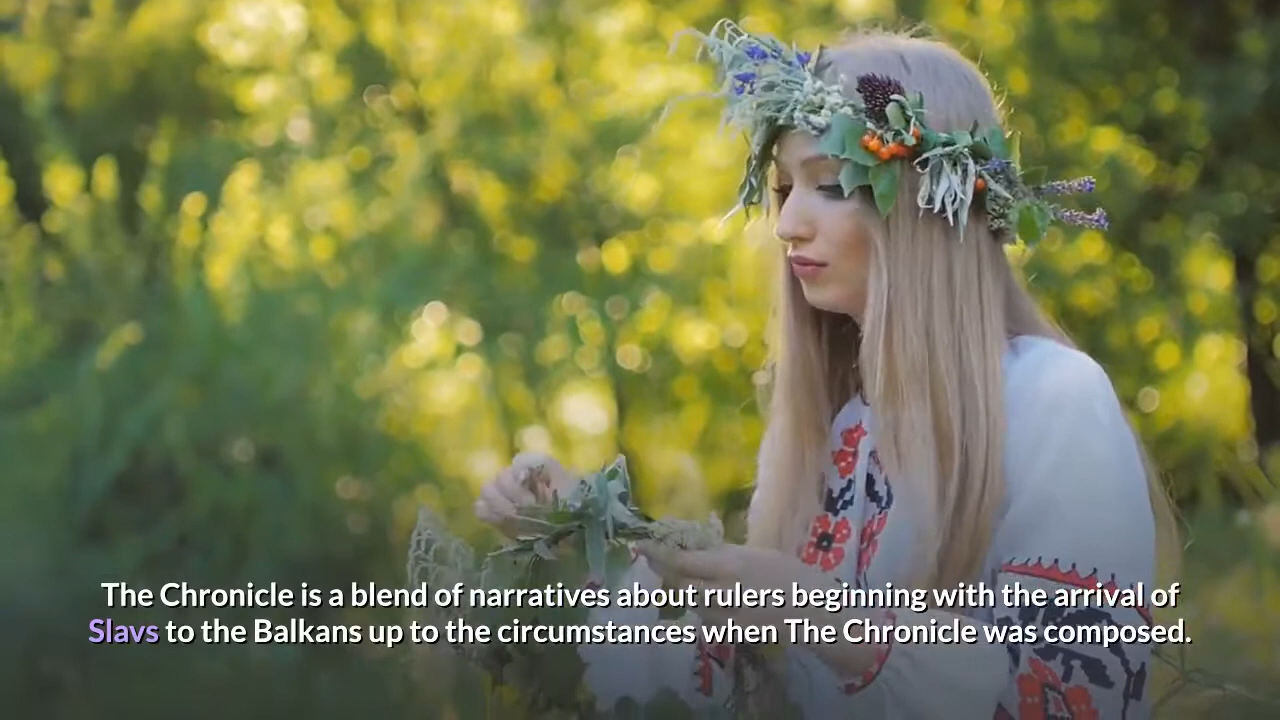 The Chronicle is a blend of narratives about rulers beginning with the arrival of
Slavs to the Balkans up to the circumstances when The Chronicle was composed.